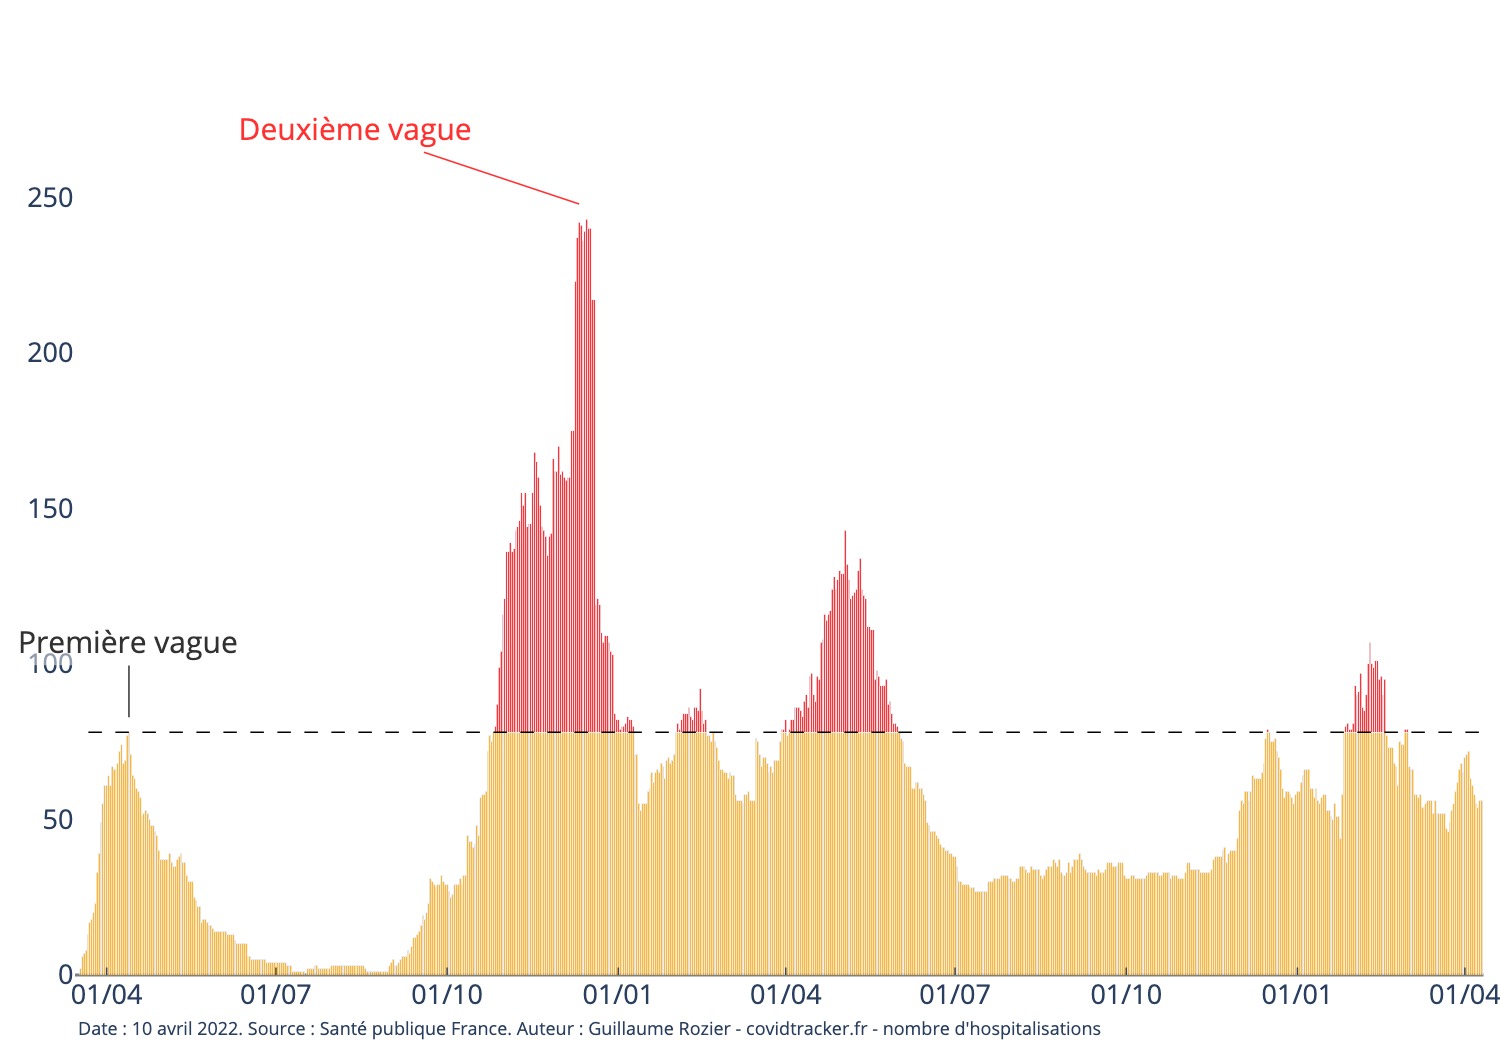 Deuxième vague
250
200
150
Première vague
100
50
0
01/04 01/07 01/10 01/01 01/04 01/07 01/10 01/01 01/04
Date : 10 avril 2022. Source : Santé publique France. Auteur : Guillaume Rozier - covidtracker.fr - nombre d'hospitalisations